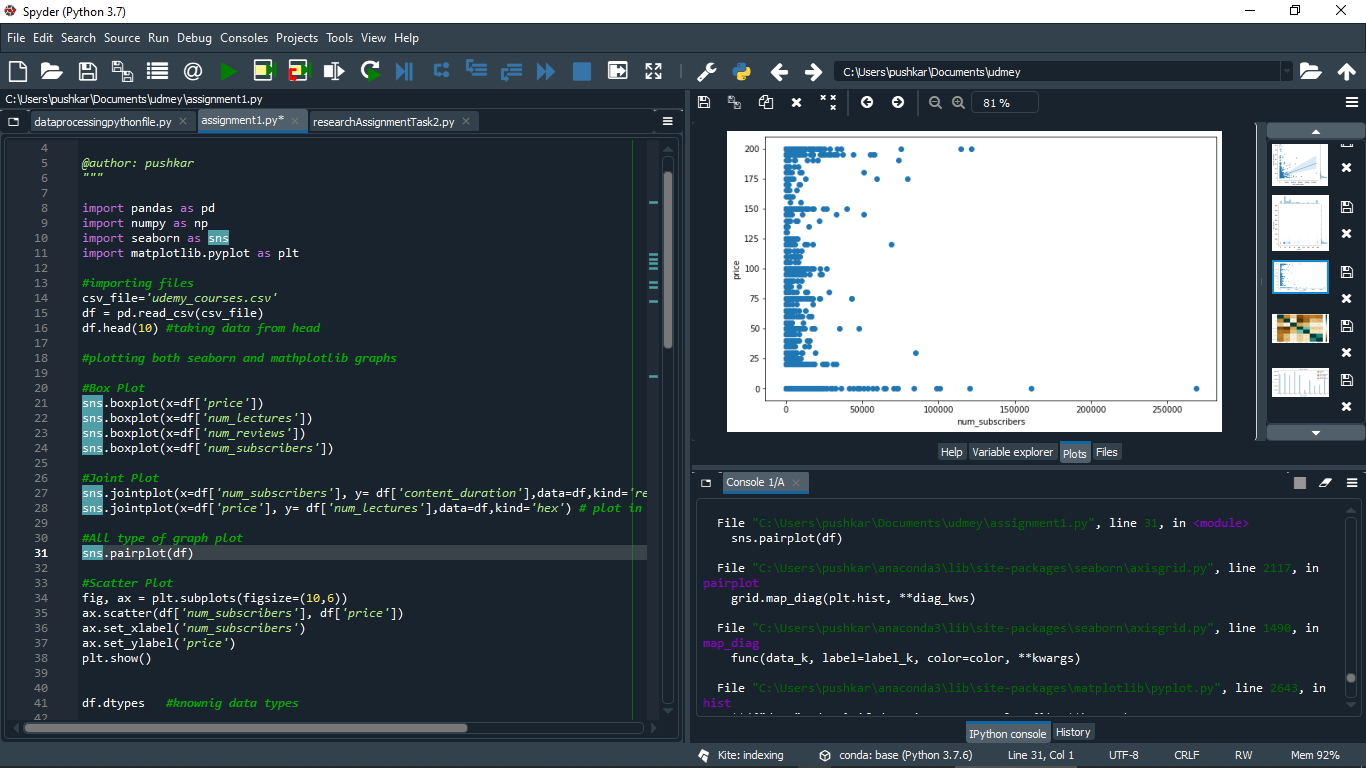 Spyder (Python 3.7)
File Edit Search Source Run Debug Consoles Projects Tools View Help
C:\Users\pushkar\Documents\udmey
C:\Users\pushkar\Documents\udmey\assignment1.py
dataprocessingpythonfile.py
assignment1.py*
researchAssignmentTask2.py
4
5 @author: pushkar
6 """
7
8 import pandas as pd
9 import numpy as np
10 import seaborn as sns
11 import matplotlib.pyplot as plt
12
13 #importing files
14 csv_file='udemy_courses.csv'
15 df = pd.read_csv(csv_file)
16 df.head(10) #taking data from head
17
18 #plotting both seaborn and mathplotlib graphs
19
20 #Box Plot
21 sns.boxplot(x=df['price'])
22 sns.boxplot(x=df['num_lectures'])
23 sns.boxplot(x=df['num_reviews'])
24 sns.boxplot(x=df['num_subscribers'])
25
26 #Joint Plot
27 sns.jointplot(x=df['num_subscribers'], y= df['content_duration'],data=df,kind='re
28 sns.jointplot(x=df['price'], y= df['num_lectures'],data=df,kind='hex') # plot in
29
30 #All type of graph plot
31 sns.pairplot(df)
32
33 #Scatter Plot
34 fig, ax = plt.subplots(figsize=(10,6))
35 ax.scatter(df['num_subscribers'], df['price'])
36 ax.set_xlabel('num_subscribers')
37 ax.set_ylabel('price')
38 plt.show()
39
40
41 df.dtypes #knownig data types
42
81 %
200
175
150
125
100
75
50
25
0
price
0 50000 100000 150000 200000 250000
num_subscribers
Help Variable explorer Plots Files
Console 1/A
File "C:\Users\pushkar\Documents\udmey\assignment1.py", line 31, in <module>
sns.pairplot(df)
File "C:\Users\pushkar\anaconda3\lib\site-packages\seaborn\axisgrid.py", line 2117, in
pairplot
grid.map_diag(plt.hist, **diag_kws)
File "C:\Users\pushkar\anaconda3\lib\site-packages\seaborn\axisgrid.py", line 1490, in
map_diag
func(data_k, label=label_k, color=color, **kwargs)
File "C:\Users\pushkar\anaconda3\lib\site-packages\matplotlib\pyplot.py", line 2643, in
hist
IPython console History
Kite: indexing conda: base (Python 3.7.6) Line 31, Col 1 UTF-8 CRLF RW Mem 92%